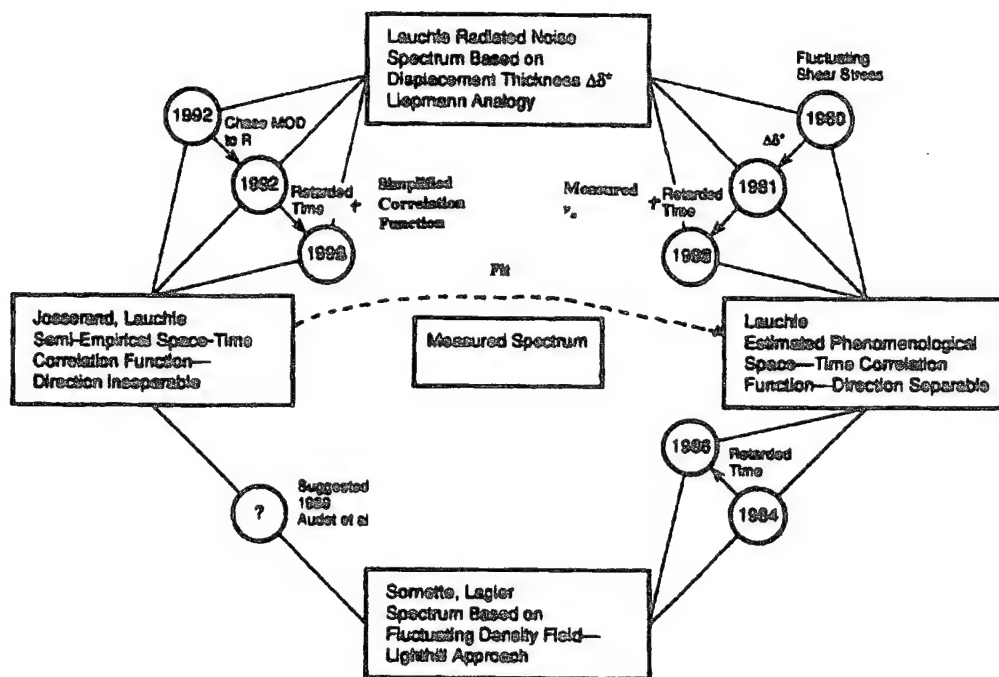 Lauchle Radiated Noise
Spectrum Based on
Displacement Thickness Δδ*
Liepmann Analogy
Fluctuating
Shear Stress
1992
Chase MOD
to R
1992
Retarded
Time
+
Simplified
Correlation
Function
1980
Δδ*
1981
Measured
+
Retarded
Time
Fit
Josserand, Lauchle
Semi-Empirical Space-Time
Correlation Function—
Direction Inseparable
Measured Spectrum
Lauchle
Estimated Phenomenological
Space—Time Correlation
Function—Direction Separable
1986
Retarded
Time
1984
?
Suggested
1989
Audet et al
Sornette, Lagier
Spectrum Based on
Fluctuating Density Field—
Lighthill Approach